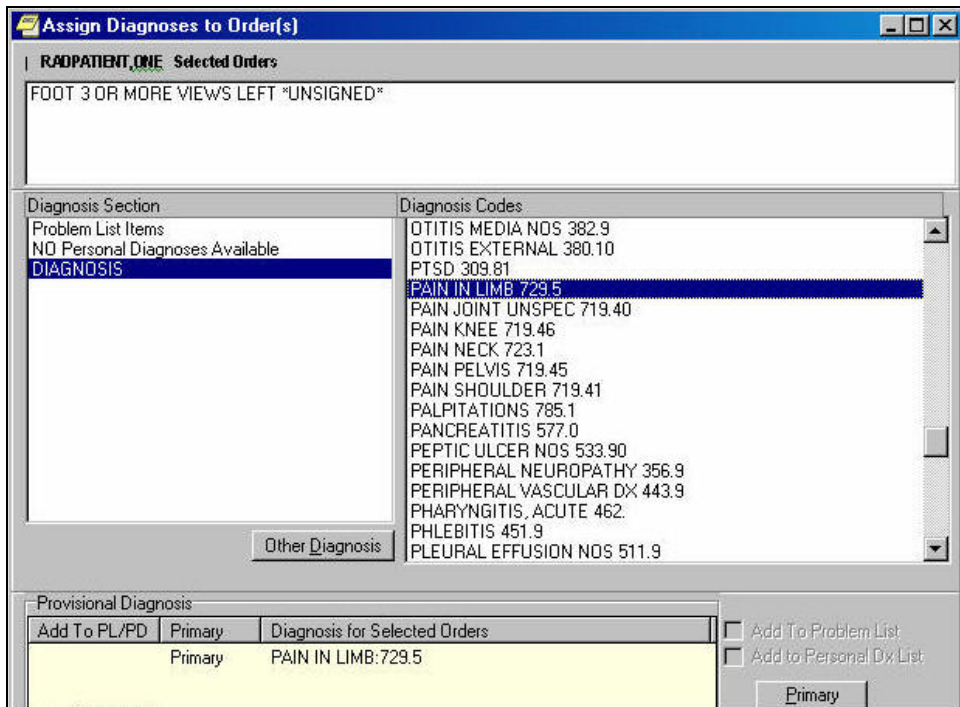 Assign Diagnoses to Order(s)
RADPATIENT,ONE Selected Orders
FOOT 3 OR MORE VIEWS LEFT *UNSIGNED*
Diagnosis Section
Problem List Items
NO Personal Diagnoses Available
DIAGNOSIS
Other Diagnosis
Diagnosis Codes
OTITIS MEDIA NOS 382.9
OTITIS EXTERNAL 380.10
PTSD 309.81
PAIN IN LIMB 729.5
PAIN JOINT UNSPEC 719.40
PAIN KNEE 719.46
PAIN NECK 723.1
PAIN PELVIS 719.45
PAIN SHOULDER 719.41
PALPITATIONS 785.1
PANCREATITIS 577.0
PEPTIC ULCER NOS 533.90
PERIPHERAL NEUROPATHY 356.9
PERIPHERAL VASCULAR DX 443.9
PHARYNGITIS, ACUTE 462.
PHLEBITIS 451.9
PLEURAL EFFUSION NOS 511.9
Provisional Diagnosis
Add To PL/PD Primary Diagnosis for Selected Orders
Primary PAIN IN LIMB:729.5
Add To Problem List
Add to Personal Dx List
Primary